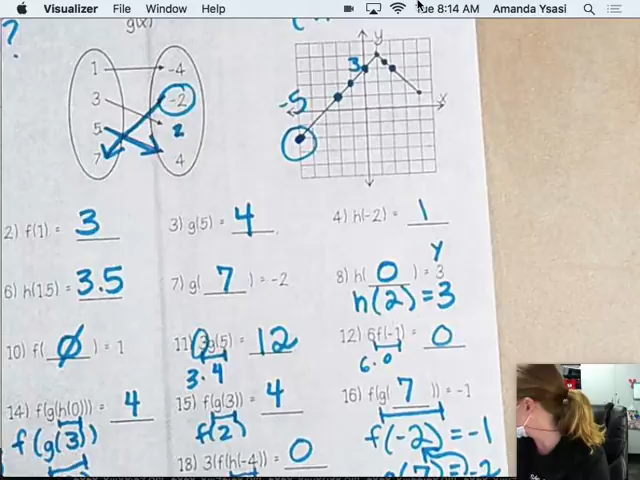 Visualizer File Window Help Tue 8:14 AM Amanda Ysasi
?
g(x)
1 -4
3 -2
5 2
7 4
y
3
-5
x
2) f(1) = 3 3) g(5) = 4 4) h(-2) = 1
6) h(1.5) = 3.5 7) g( 7 ) = -2 8) h( 0 ) = 3
y
h(2) = 3
10) f( Ø ) = 1 11) 3g(5) = 12 12) 6f(-1) = 0
3.4 6.0
14) f(g(h(0))) = 4 15) f(g(3)) = 4 16) f(g( 7 )) = -1
f(g(3)) f(2) f(-2) = -1
18) 3(f(h(-4)) = 0 g(7) = -2